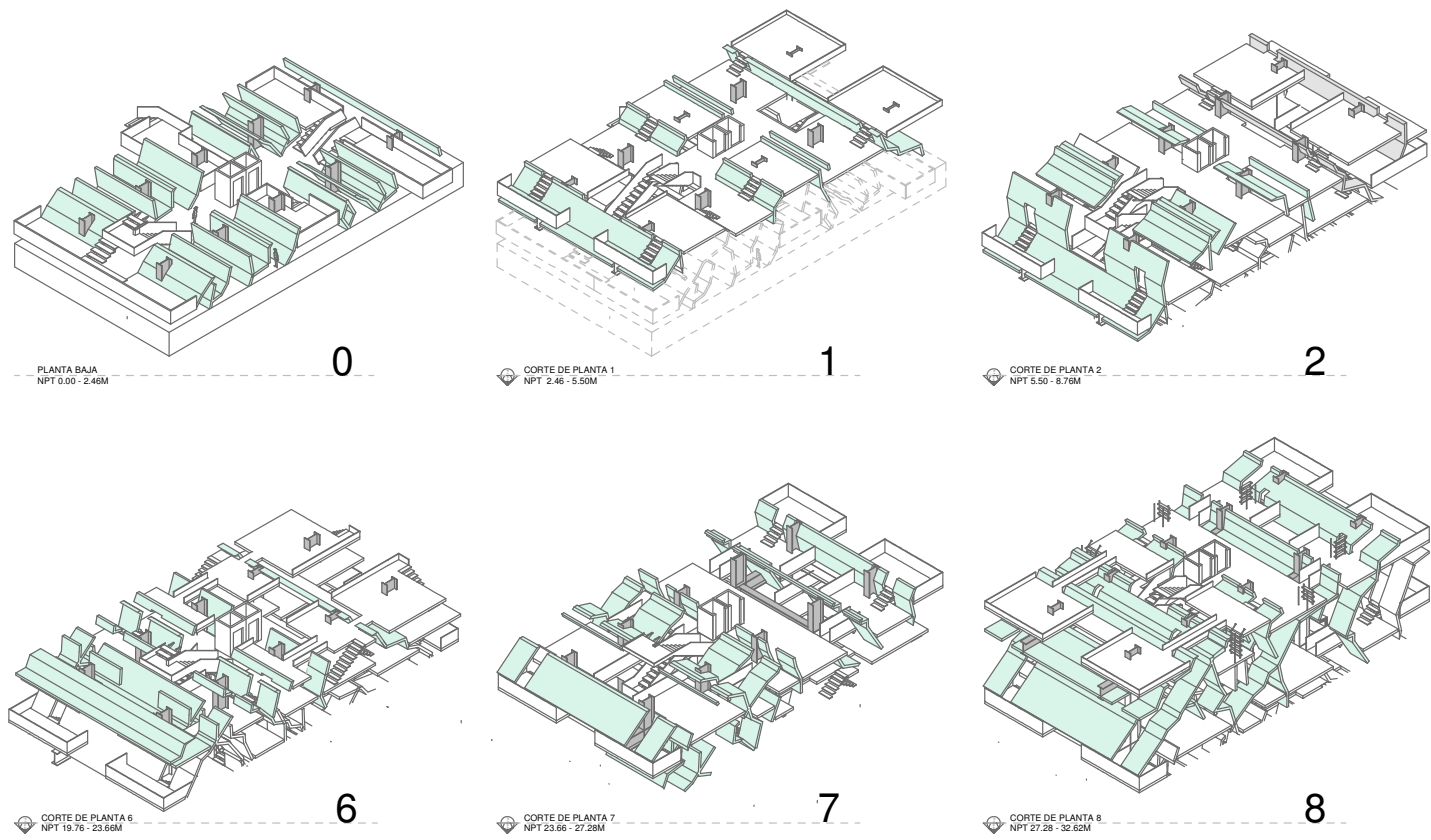 0
PLANTA BAJA
NPT 0.00 - 2.46M
1
CORTE DE PLANTA 1
NPT 2.46 - 5.50M
2
CORTE DE PLANTA 2
NPT 5.50 - 8.76M
6
CORTE DE PLANTA 6
NPT 19.76 - 23.66M
7
CORTE DE PLANTA 7
NPT 23.66 - 27.28M
8
CORTE DE PLANTA 8
NPT 27.28 - 32.62M